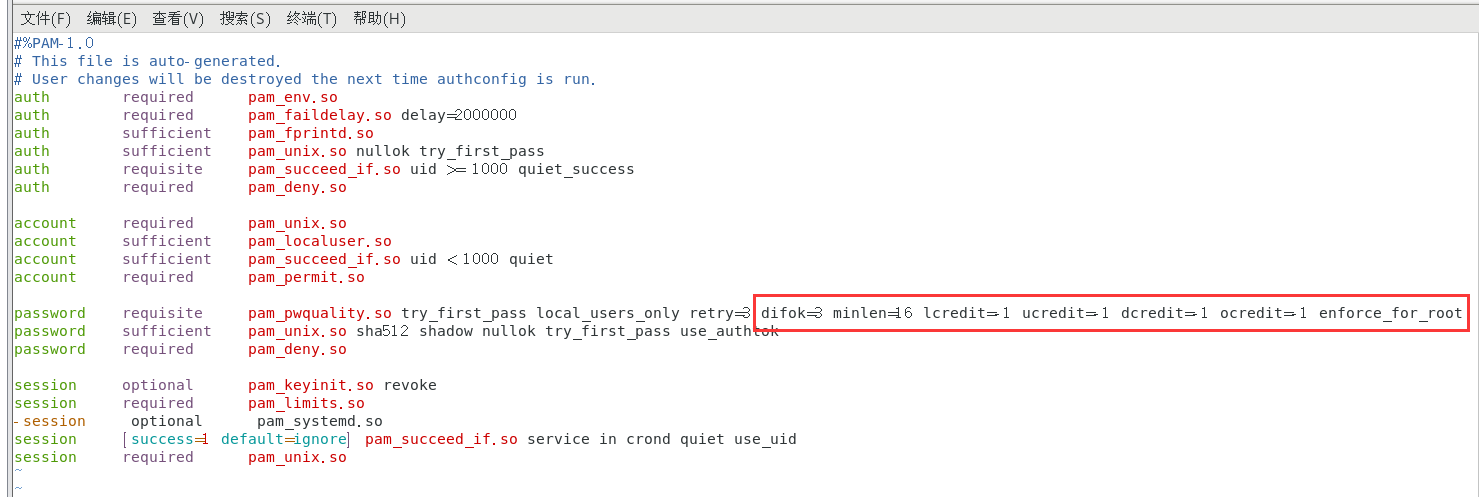 文件(F) 编辑(E) 查看(V) 搜索(S) 终端(T) 帮助(H)
#%PAM-1.0
# This file is auto-generated.
# User changes will be destroyed the next time authconfig is run.
auth        required      pam_env.so
auth        required      pam_faildelay.so delay=2000000
auth        sufficient    pam_fprintd.so
auth        sufficient    pam_unix.so nullok try_first_pass
auth        requisite     pam_succeed_if.so uid >= 1000 quiet_success
auth        required      pam_deny.so
account     required      pam_unix.so
account     sufficient    pam_localuser.so
account     sufficient    pam_succeed_if.so uid < 1000 quiet
account     required      pam_permit.so
password    requisite     pam_pwquality.so try_first_pass local_users_only retry=3 difok=3 minlen=16 lcredit=-1 ucredit=-1 dcredit=-1 ocredit=-1 enforce_for_root
password    sufficient    pam_unix.so sha512 shadow nullok try_first_pass use_authtok
password    required      pam_deny.so
session     optional      pam_keyinit.so revoke
session     required      pam_limits.so
-session     optional      pam_systemd.so
session     [success=1 default=ignore] pam_succeed_if.so service in crond quiet use_uid
session     required      pam_unix.so
~
~